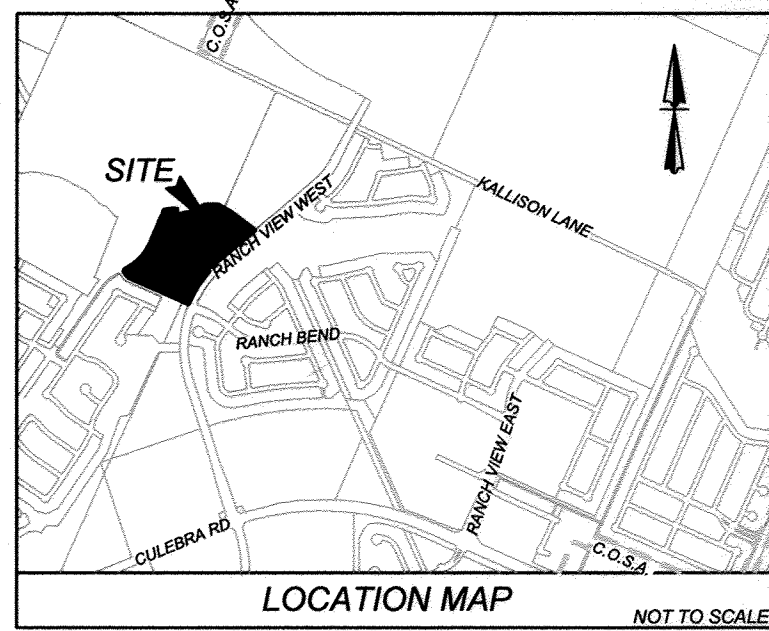 C.O.S.A.
SITE
KALLISON LANE
RANCH VIEW WEST
RANCH BEND
RANCH VIEW EAST
CULEBRA RD
C.O.S.A.
LOCATION MAP
NOT TO SCALE